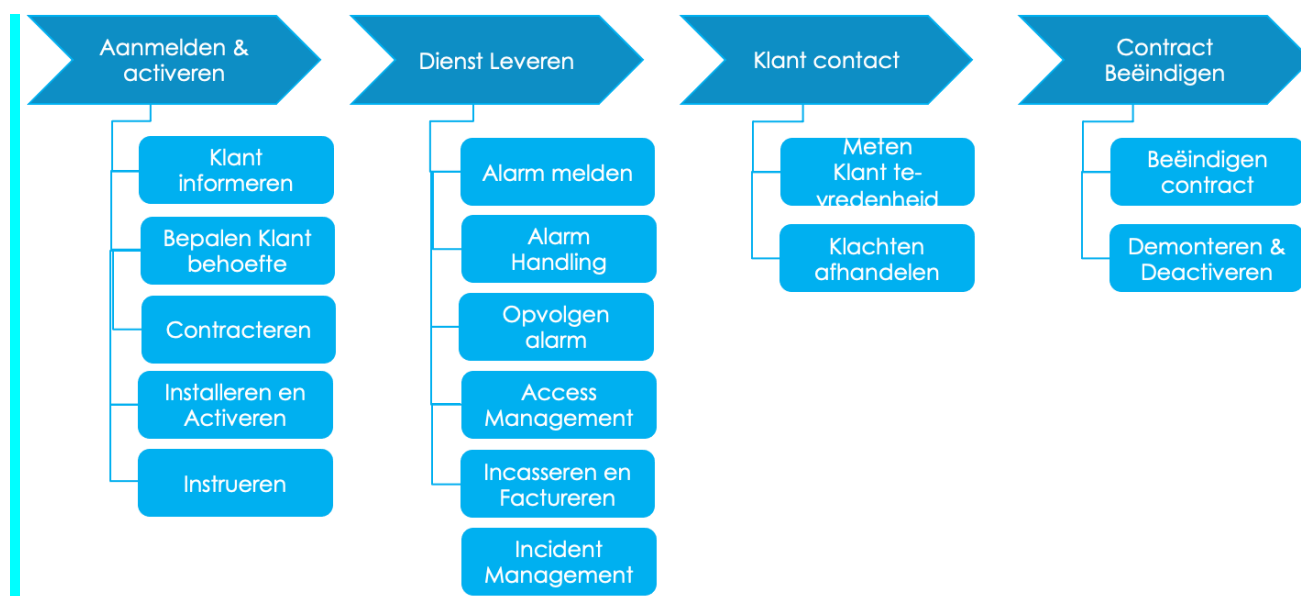 Aanmelden &
activeren
Klant
informeren
Bepalen Klant
behoefte
Contracteren
Installeren en
Activeren
Instrueren
Dienst Leveren
Alarm melden
Alarm
Handling
Opvolgen
alarm
Access
Management
Incasseren en
Factureren
Incident
Management
Klant contact
Meten
Klant te-
vredenheid
Klachten
afhandelen
Contract
Beëindigen
Beëindigen
contract
Demonteren &
Deactiveren